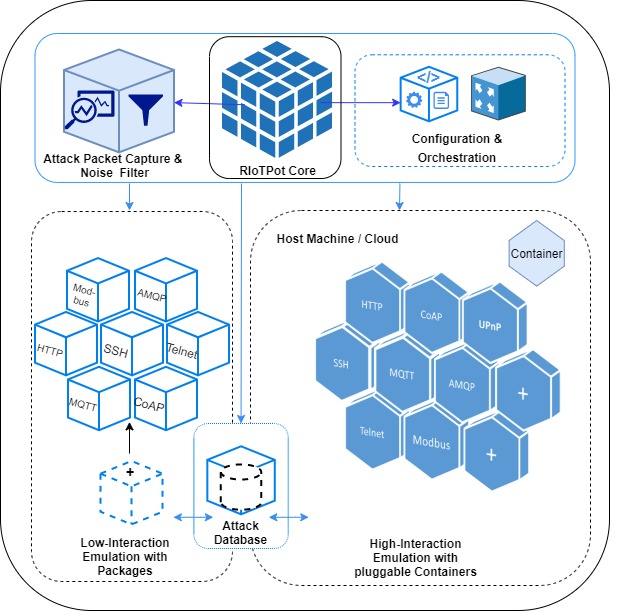 </>
Attack Packet Capture &
Noise Filter
RIoTPot Core
Configuration &
Orchestration
Host Machine / Cloud
Container
Mod-
bus
AMQP
HTTP
SSH
Telnet
MQTT
CoAP
+
Low-Interaction
Emulation with
Packages
Attack
Database
HTTP
CoAP
UPnP
SSH
MQTT
AMQP
+
Telnet
Modbus
+
High-Interaction
Emulation with
pluggable Containers